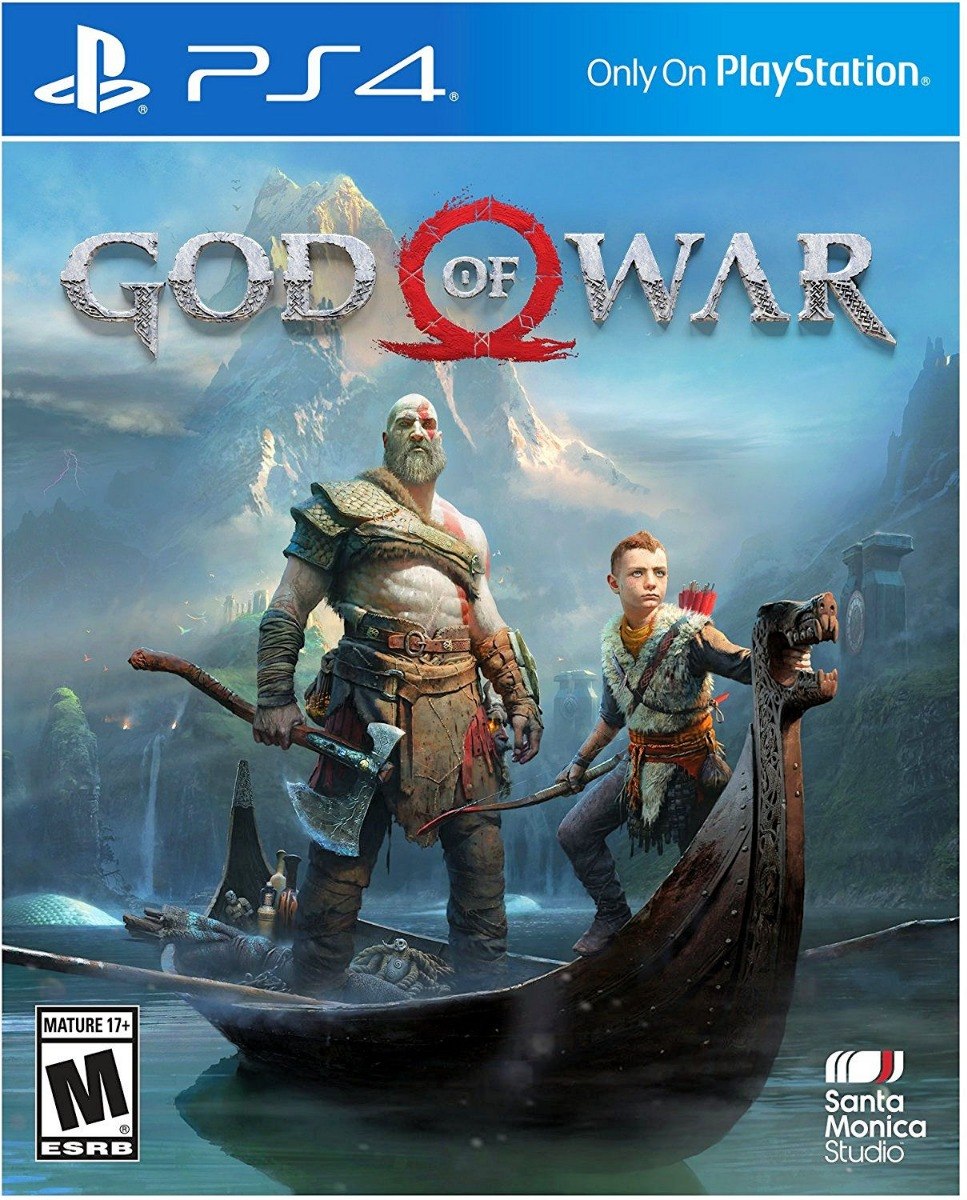 PS4®
Only On PlayStation®
GOD OF WAR
MATURE 17+
M®
ESRB
Santa
Monica
Studio